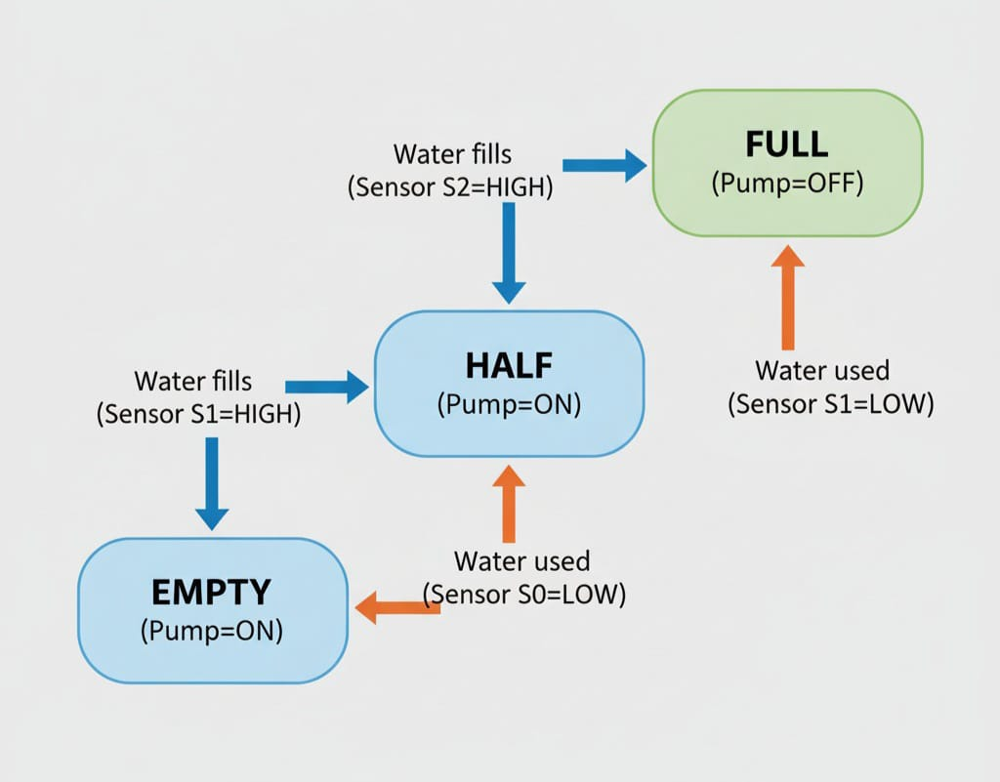 Water fills
(Sensor S2=HIGH)
FULL
(Pump=OFF)
Water fills
(Sensor S1=HIGH)
HALF
(Pump=ON)
Water used
(Sensor S1=LOW)
EMPTY
(Pump=ON)
Water used
(Sensor S0=LOW)